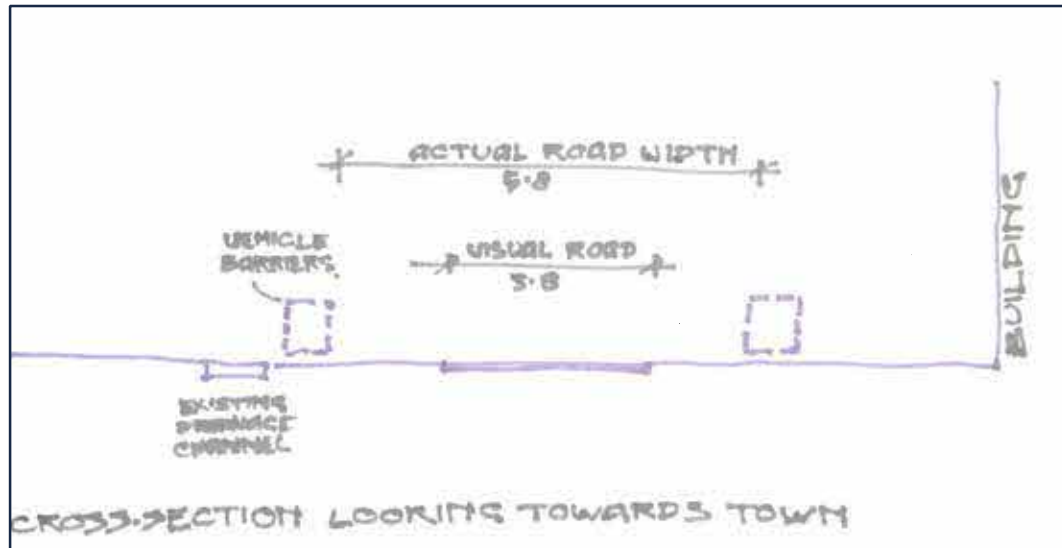 ACTUAL ROAD WIDTH
5.8
VISUAL ROAD
3.8
VEHICLE
BARRIERS.
BUILDING
EXISTING
DRAINAGE
CHANNEL
CROSS-SECTION LOOKING TOWARDS TOWN